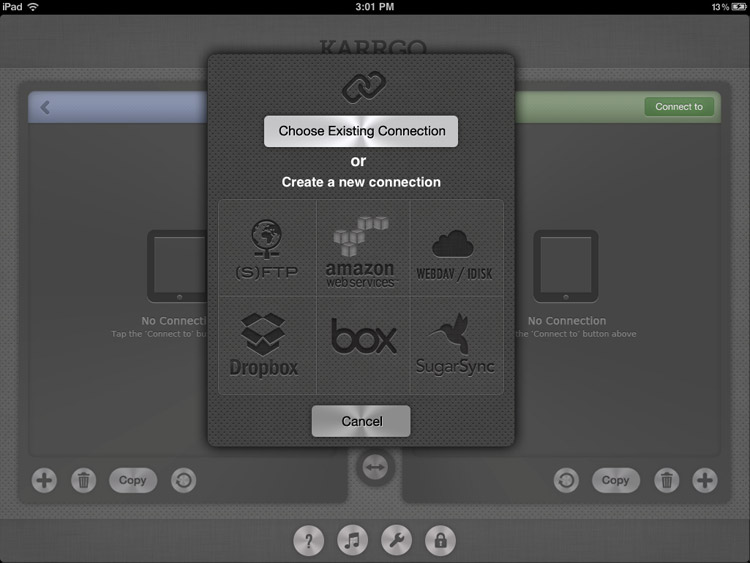 iPad
3:01 PM
13%
KARRGO
Choose Existing Connection
or
Create a new connection
Connect to
(S)FTP
amazon
webservices™
WEBDAV / IDISK
Dropbox
box
SugarSync
No Connecti
Tap the 'Connect to' bu
No Connection
the 'Connect to' button above
Cancel
Copy
Copy
?